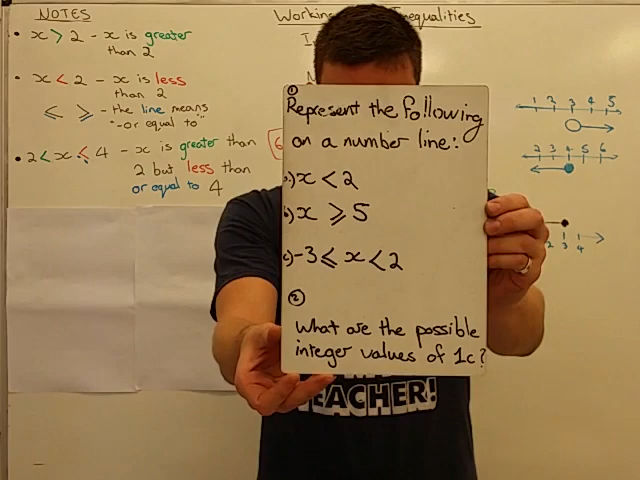 NOTES
• x > 2 - x is greater
than 2
• x < 2 - x is less
than 2
≤ ≥ - the line means
"-or equal to"
• 2 < x ≤ 4 - x is greater than
2 but less than
or equal to 4
Inequalities
①
Represent the following
on a number line:
a.) x < 2
b) x ≥ 5
c) -3 ≤ x < 2
②
What are the possible
integer values of 1c?
TEACHER!
1 2 3 4 5
2 3 4 5 6
2 3 4